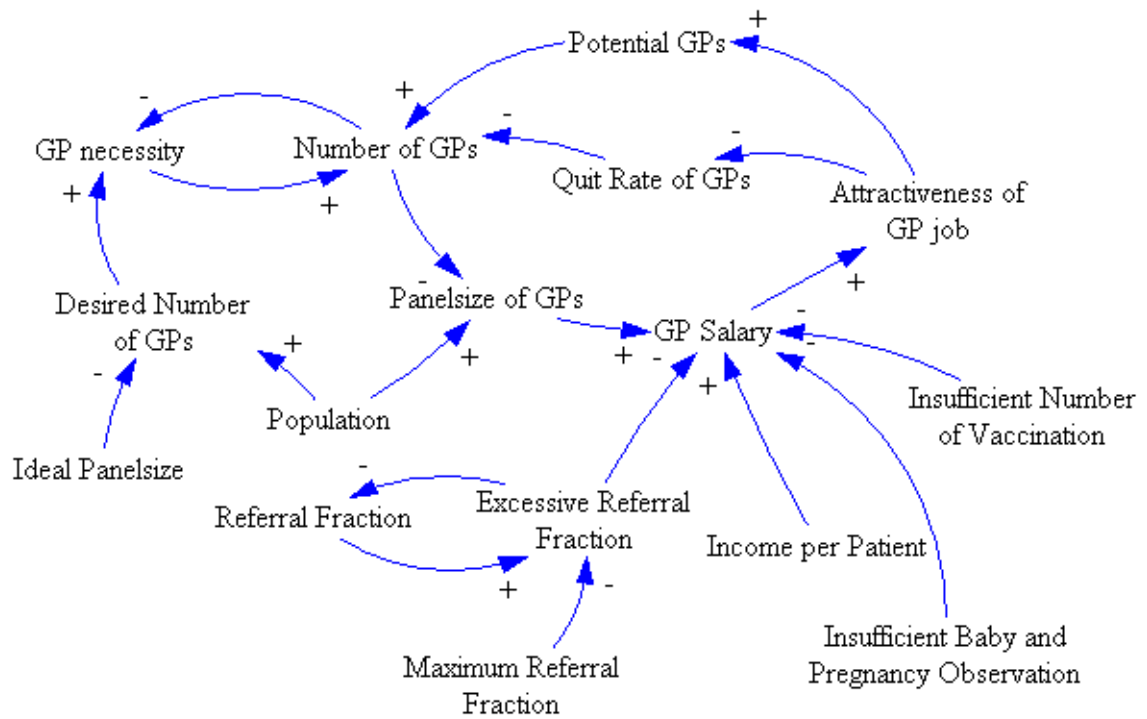 Potential GPs
GP necessity
Number of GPs
Quit Rate of GPs
Attractiveness of
GP job
Desired Number
of GPs
Panelsize of GPs
GP Salary
Population
Ideal Panelsize
Insufficient Number
of Vaccination
Referral Fraction
Excessive Referral
Fraction
Income per Patient
Maximum Referral
Fraction
Insufficient Baby and
Pregnancy Observation